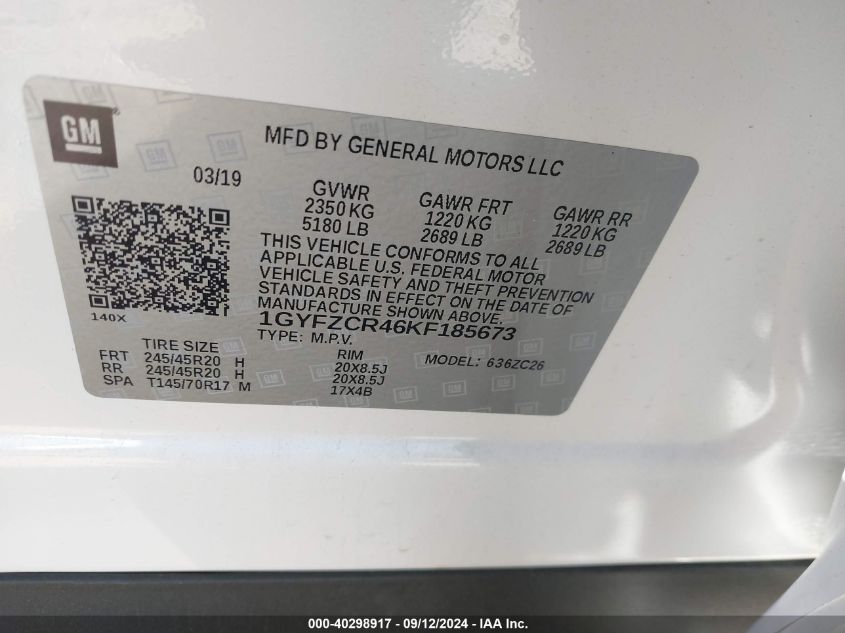 GM
MFD BY GENERAL MOTORS LLC
03/19
GVWR
2350 KG
5180 LB
GAWR FRT
1220 KG
2689 LB
GAWR RR
1220 KG
2689 LB
THIS VEHICLE CONFORMS TO ALL
APPLICABLE U.S. FEDERAL MOTOR
VEHICLE SAFETY AND THEFT PREVENTION
STANDARDS IN EFFECT ON THE DATE OF
MANUFACTURE SHOWN ABOVE.
140X
1GYFZCR46KF185673
TYPE: M.P.V.
MODEL: 636ZC26
TIRE SIZE RIM
FRT 245/45R20 H 20X8.5J
RR 245/45R20 H 20X8.5J
SPA T145/70R17 M 17X4B
000-40298917 - 09/12/2024 - IAA Inc.